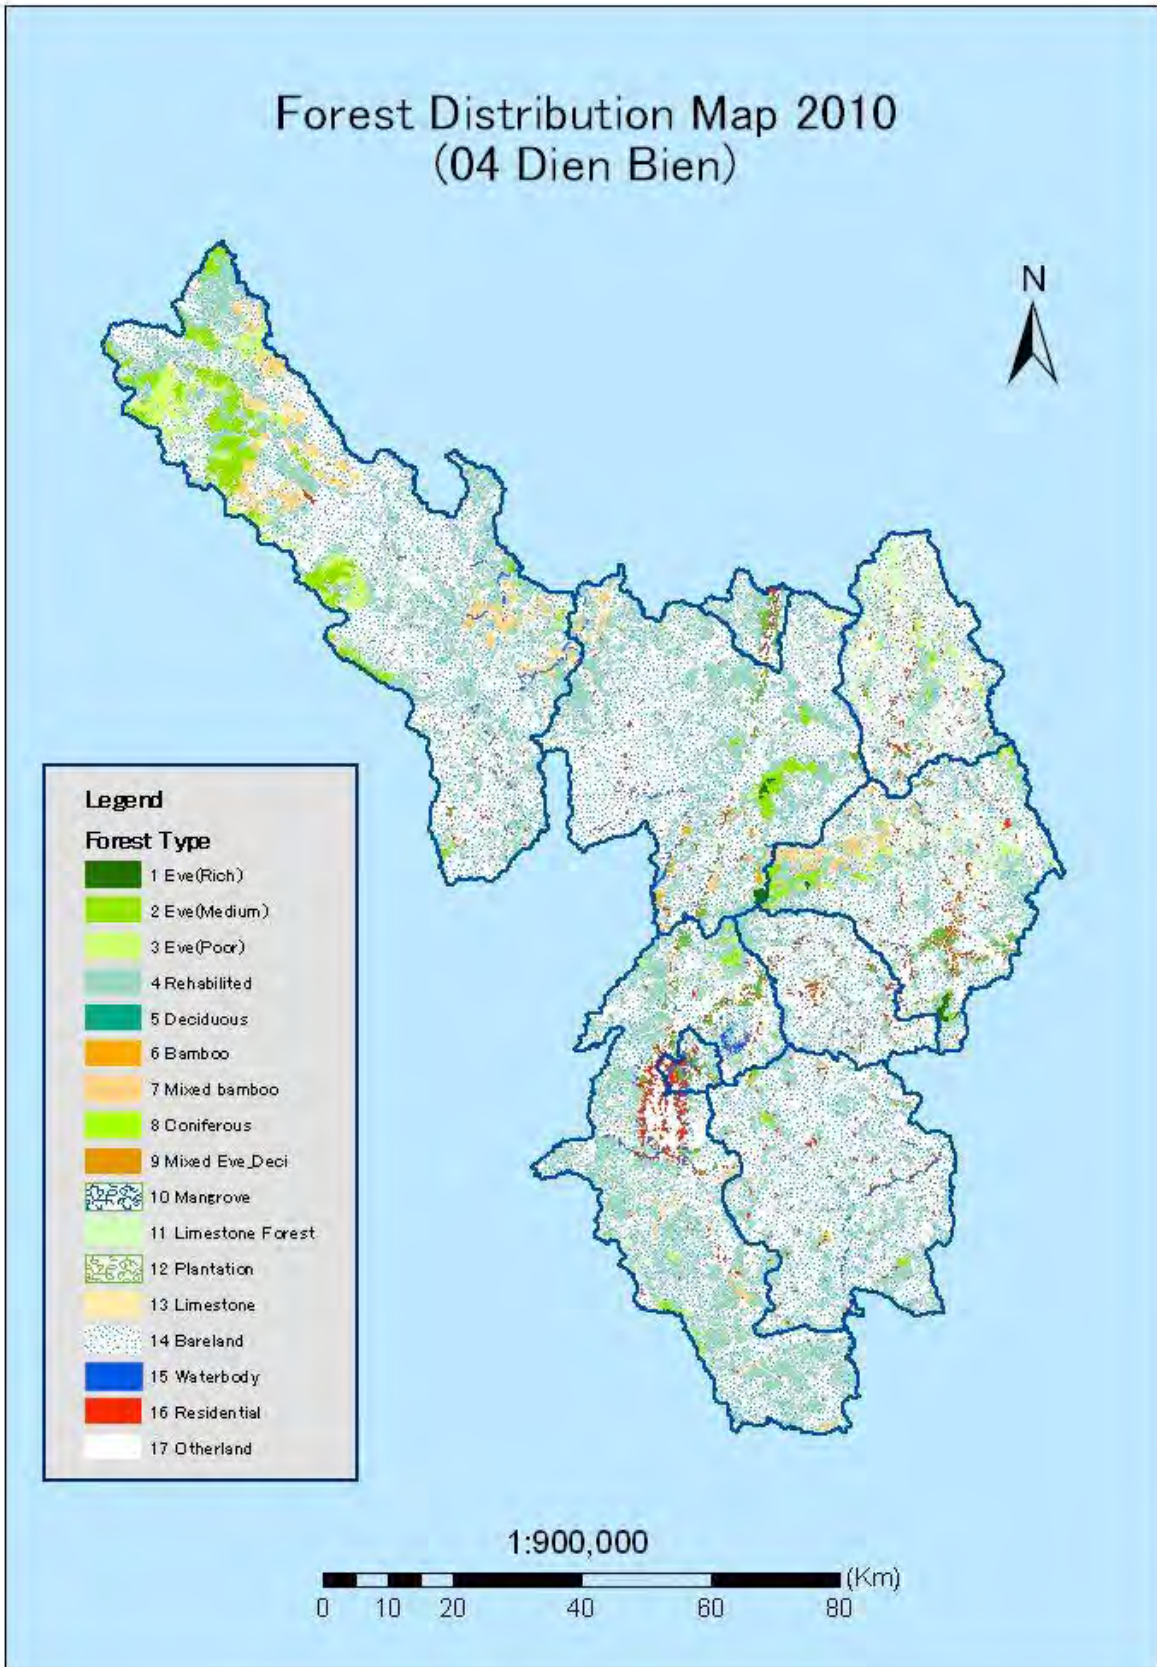 Forest Distribution Map 2010
(04 Dien Bien)
N
Legend
Forest Type
1 Eve(Rich)
2 Eve(Medium)
3 Eve(Poor)
4 Rehabilited
5 Deciduous
6 Bamboo
7 Mixed bamboo
8 Coniferous
9 Mixed Eve_Deci
10 Mangrove
11 Limestone Forest
12 Plantation
13 Limestone
14 Bareland
15 Waterbody
16 Residential
17 Otherland
1:900,000
(Km)
0 10 20 40 60 80